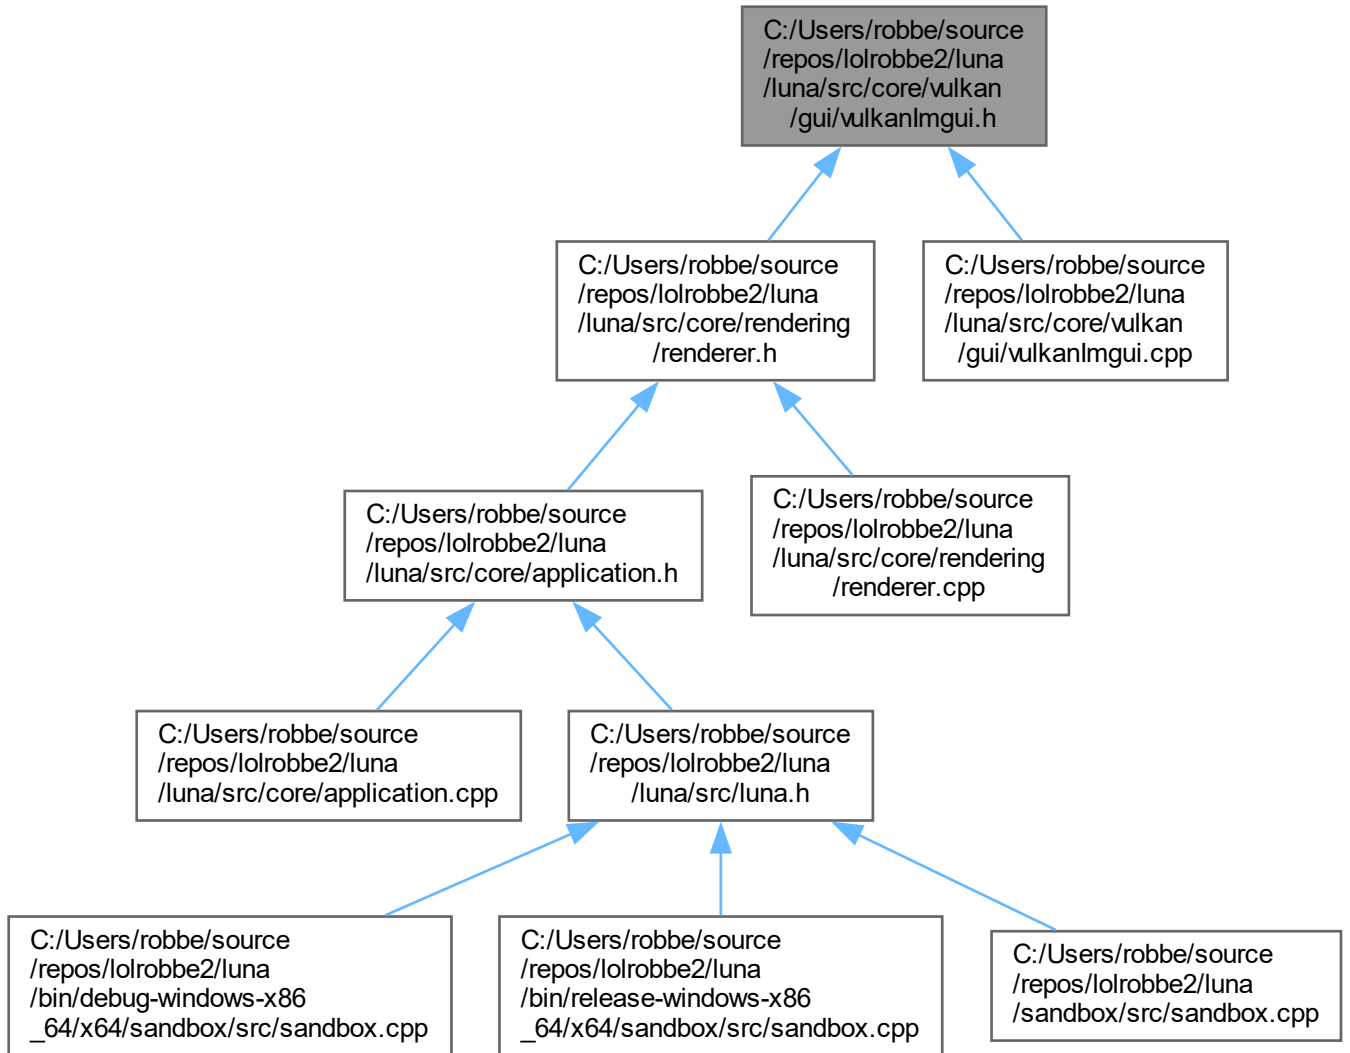 C:/Users/robbe/source
/repos/lolrobbe2/luna
/luna/src/core/vulkan
/gui/vulkanImgui.h
C:/Users/robbe/source
/repos/lolrobbe2/luna
/luna/src/core/rendering
/renderer.h
C:/Users/robbe/source
/repos/lolrobbe2/luna
/luna/src/core/vulkan
/gui/vulkanImgui.cpp
C:/Users/robbe/source
/repos/lolrobbe2/luna
/luna/src/core/application.h
C:/Users/robbe/source
/repos/lolrobbe2/luna
/luna/src/core/rendering
/renderer.cpp
C:/Users/robbe/source
/repos/lolrobbe2/luna
/luna/src/core/application.cpp
C:/Users/robbe/source
/repos/lolrobbe2/luna
/luna/src/luna.h
C:/Users/robbe/source
/repos/lolrobbe2/luna
/bin/debug-windows-x86
_64/x64/sandbox/src/sandbox.cpp
C:/Users/robbe/source
/repos/lolrobbe2/luna
/bin/release-windows-x86
_64/x64/sandbox/src/sandbox.cpp
C:/Users/robbe/source
/repos/lolrobbe2/luna
/sandbox/src/sandbox.cpp